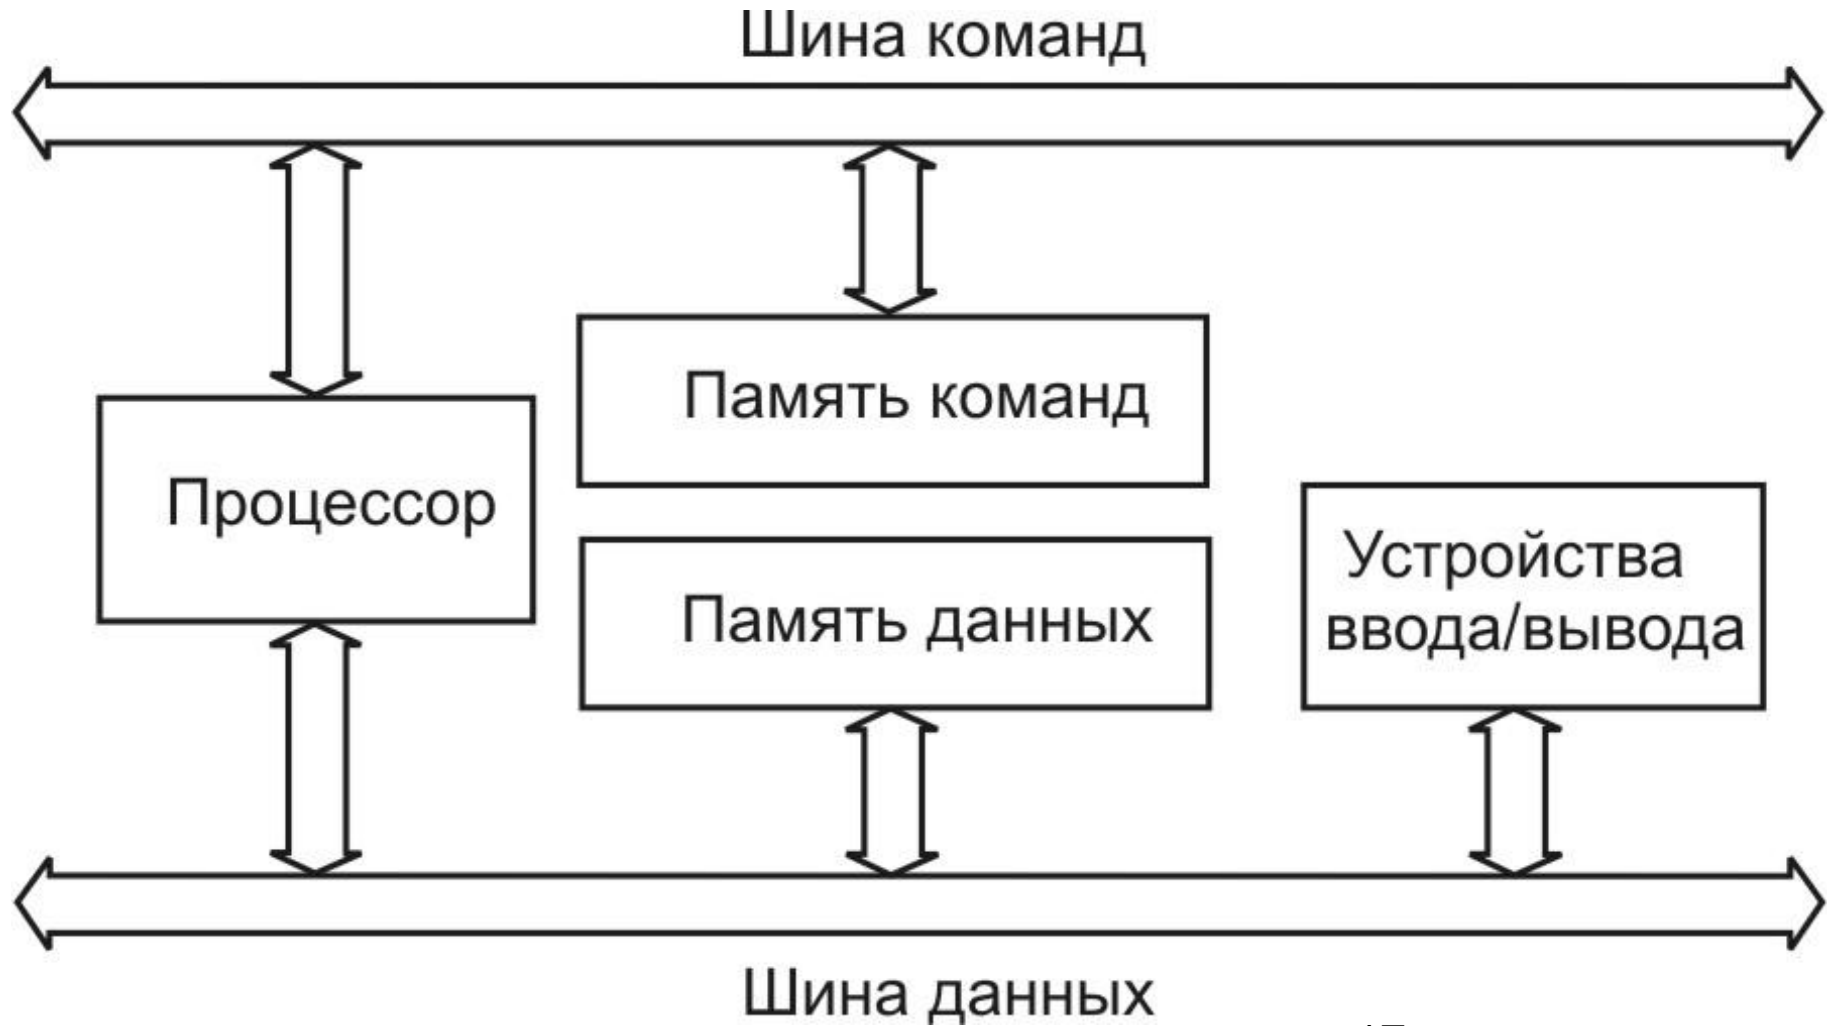 Шина команд
Память команд
Процессор
Устройства
ввода/вывода
Память данных
Шина данных